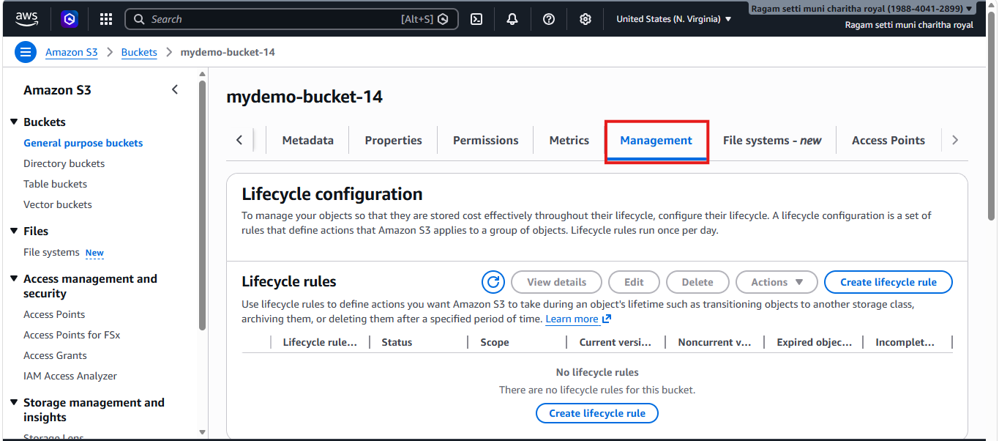 aws
Search [Alt+S]
United States (N. Virginia)
Ragam setti muni charitha royal (1988-4041-2899)
Ragam setti muni charitha royal
Amazon S3 Buckets mydemo-bucket-14
Amazon S3
Buckets
General purpose buckets
Directory buckets
Table buckets
Vector buckets
Files
File systems New
Access management and
security
Access Points
Access Points for FSx
Access Grants
IAM Access Analyzer
Storage management and
insights
Storage Lens
mydemo-bucket-14
Metadata Properties Permissions Metrics Management File systems - new Access Points
Lifecycle configuration
To manage your objects so that they are stored cost effectively throughout their lifecycle, configure their lifecycle. A lifecycle configuration is a set of
rules that define actions that Amazon S3 applies to a group of objects. Lifecycle rules run once per day.
Lifecycle rules
View details Edit Delete Actions Create lifecycle rule
Use lifecycle rules to define actions you want Amazon S3 to take during an object's lifetime such as transitioning objects to another storage class,
archiving them, or deleting them after a specified period of time. Learn more
Lifecycle rule... Status Scope Current versi... Noncurrent v... Expired objec... Incomplet...
No lifecycle rules
There are no lifecycle rules for this bucket.
Create lifecycle rule